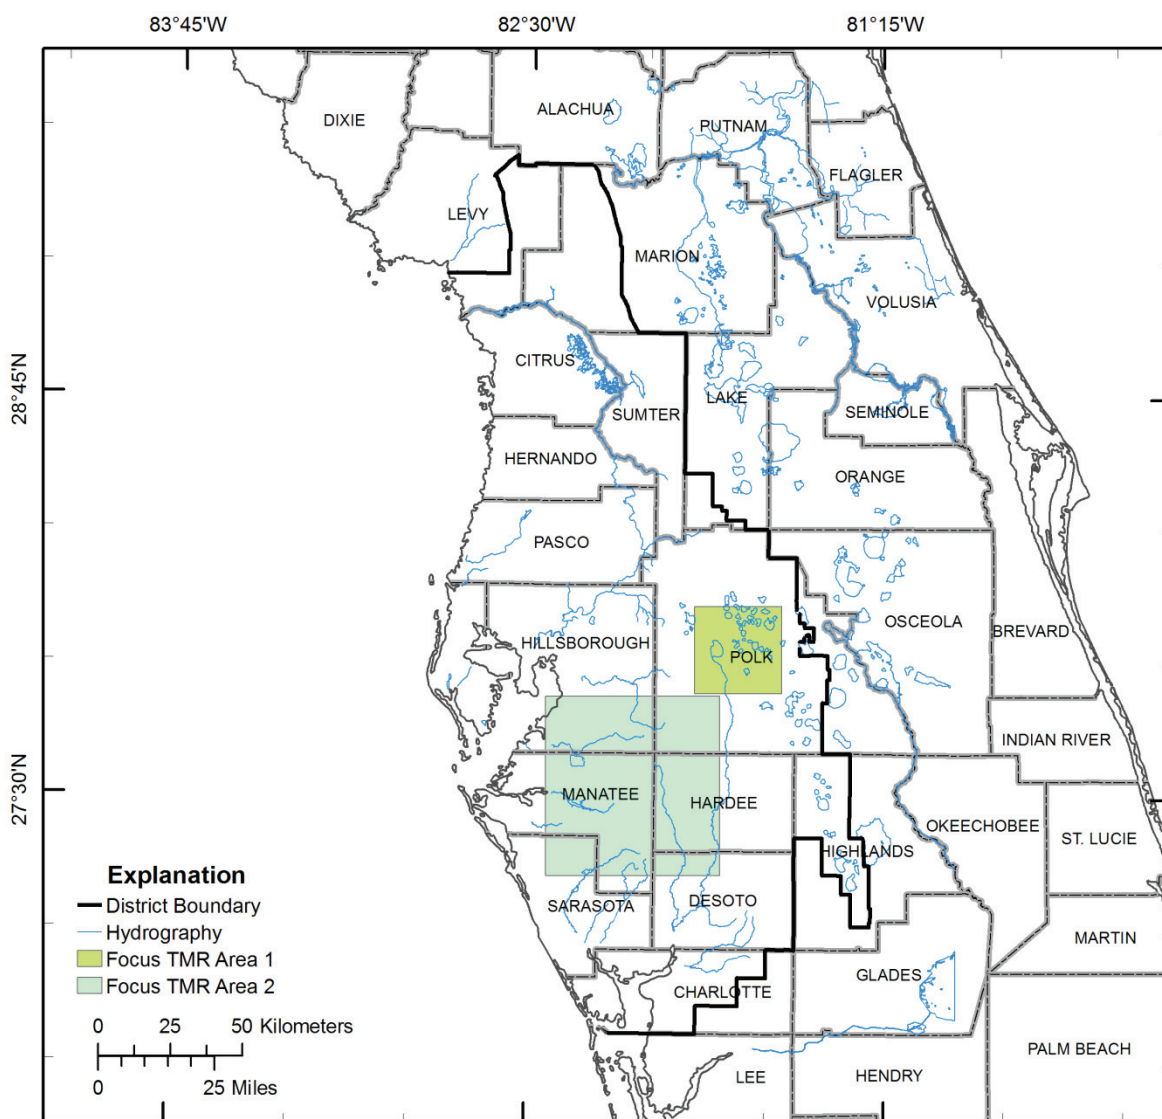 83°45'W 82°30'W 81°15'W
ALACHUA
DIXIE
PUTNAM
FLAGLER
LEVY
MARION
VOLUSIA
28°45'N
CITRUS
LAKE
SUMTER
SEMINOLE
HERNANDO
ORANGE
PASCO
OSCEOLA
BREVARD
HILLSBOROUGH
POLK
INDIAN RIVER
27°30'N
MANATEE
HARDEE
OKEECHOBEE
ST. LUCIE
HIGHLANDS
Explanation
District Boundary
Hydrography
Focus TMR Area 1
Focus TMR Area 2
0 25 50 Kilometers
0 25 Miles
SARASOTA
DESOTO
MARTIN
GLADES
CHARLOTTE
PALM BEACH
LEE
HENDRY